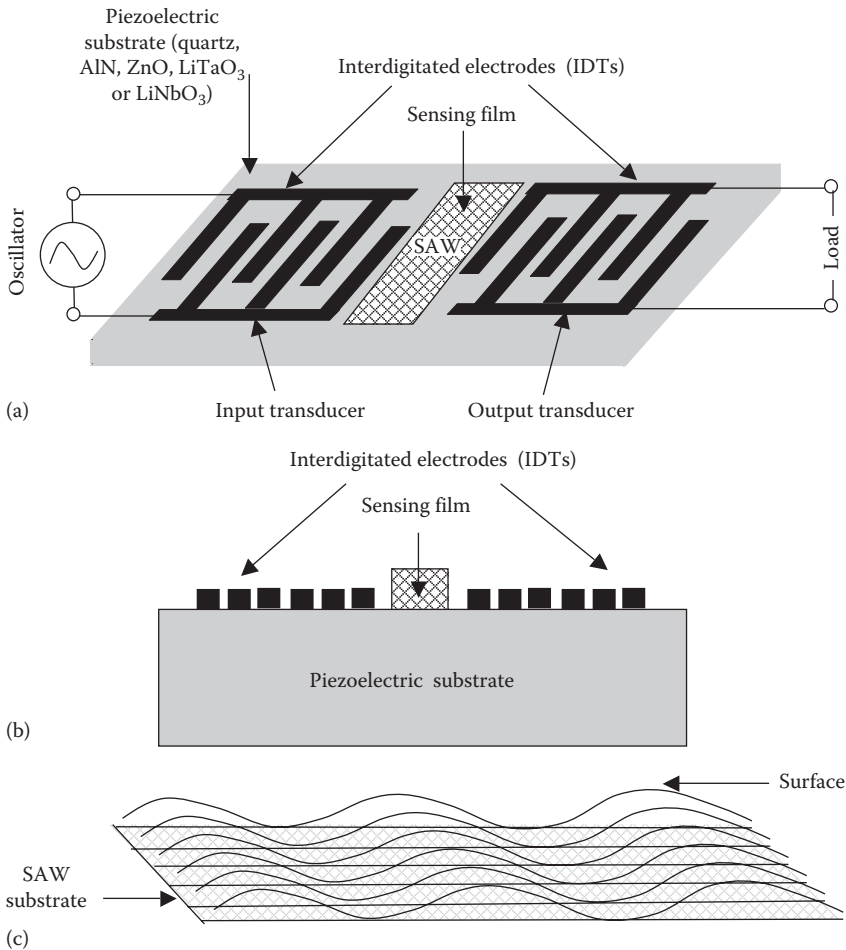 Piezoelectric
substrate (quartz,
AlN, ZnO, LiTaO₃
or LiNbO₃)
Interdigitated electrodes (IDTs)
Sensing film
SAW
Oscillator
Load
Input transducer
Output transducer
(a)
Interdigitated electrodes (IDTs)
Sensing film
Piezoelectric substrate
(b)
Surface
SAW
substrate
(c)